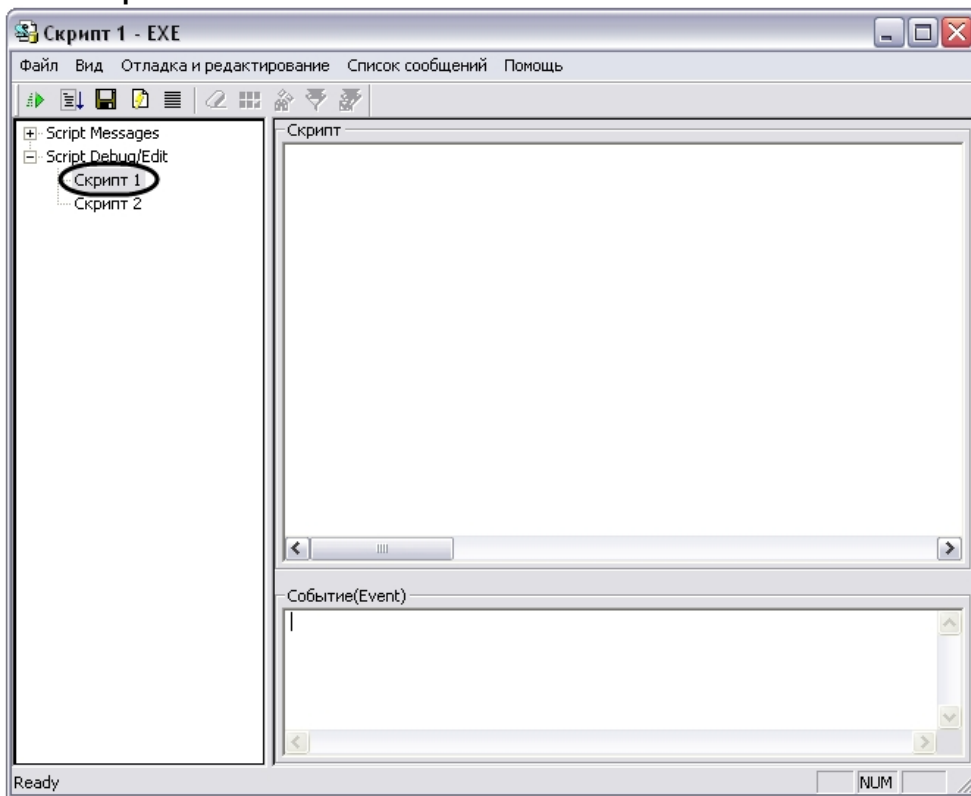 Скрипт 1 - EXE
Файл Вид Отладка и редактирование Список сообщений Помощь
Script Messages
Script Debug/Edit
Скрипт 1
Скрипт 2
Скрипт
Событие(Event)
Ready
NUM